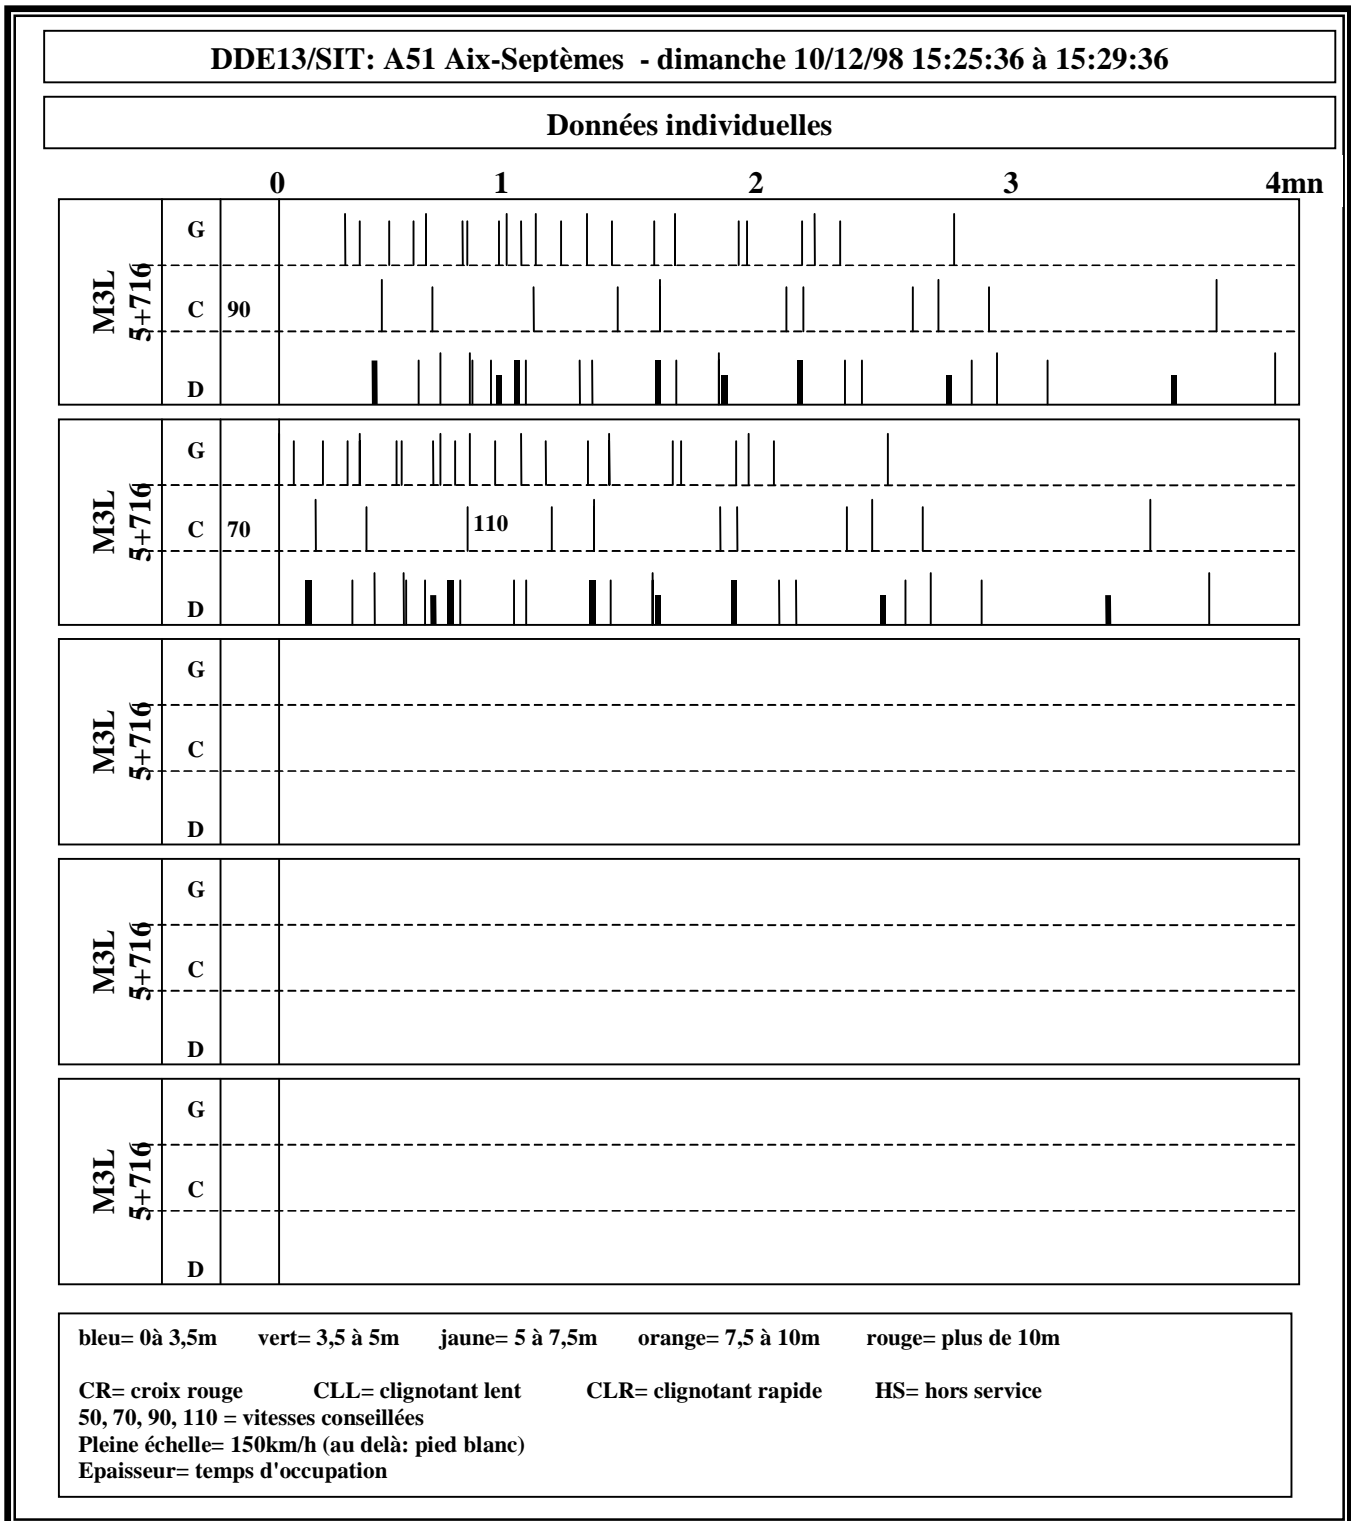 DDE13/SIT: A51 Aix-Septèmes - dimanche 10/12/98 15:25:36 à 15:29:36
Données individuelles
0 1 2 3 4mn
M3L
5+716
G
C 90
D
M3L
5+716
G
C 70 110
D
M3L
5+716
G
C
D
M3L
5+716
G
C
D
M3L
5+716
G
C
D
bleu= 0à 3,5m vert= 3,5 à 5m jaune= 5 à 7,5m orange= 7,5 à 10m rouge= plus de 10m
CR= croix rouge CLL= clignotant lent CLR= clignotant rapide HS= hors service
50, 70, 90, 110 = vitesses conseillées
Pleine échelle= 150km/h (au delà: pied blanc)
Epaisseur= temps d'occupation